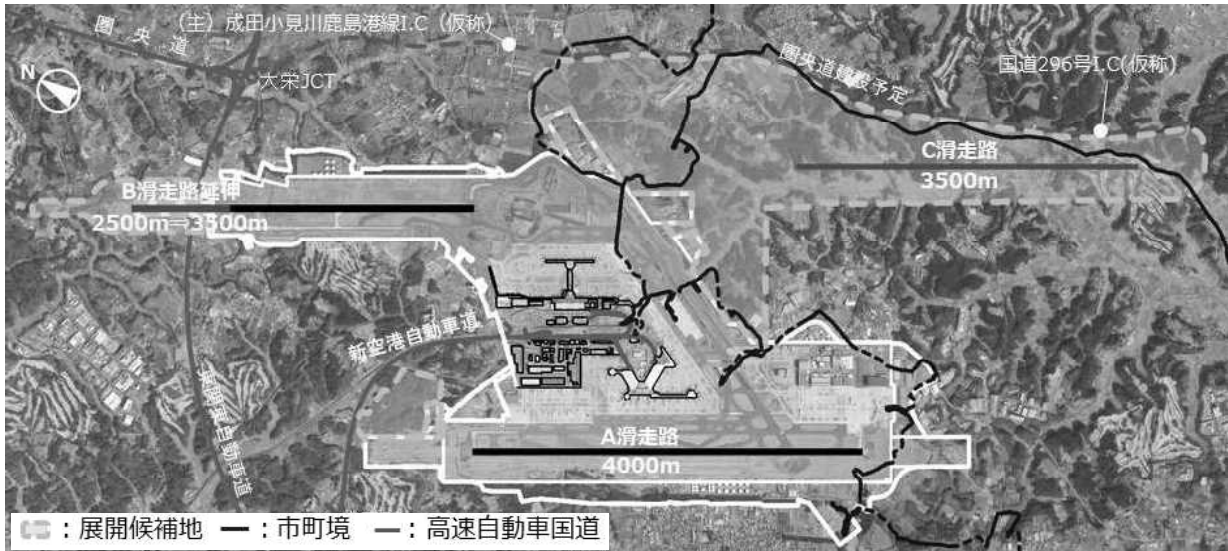 （主）成田小見川鹿島港線I.C（仮称）
圏央道
N
大栄JCT
圏央道建設予定
国道296号I.C(仮称)
C滑走路
3500m
B滑走路延伸
2500m⇒3500m
新空港自動車道
東関東自動車道
A滑走路
4000m
：展開候補地
：市町境
：高速自動車国道